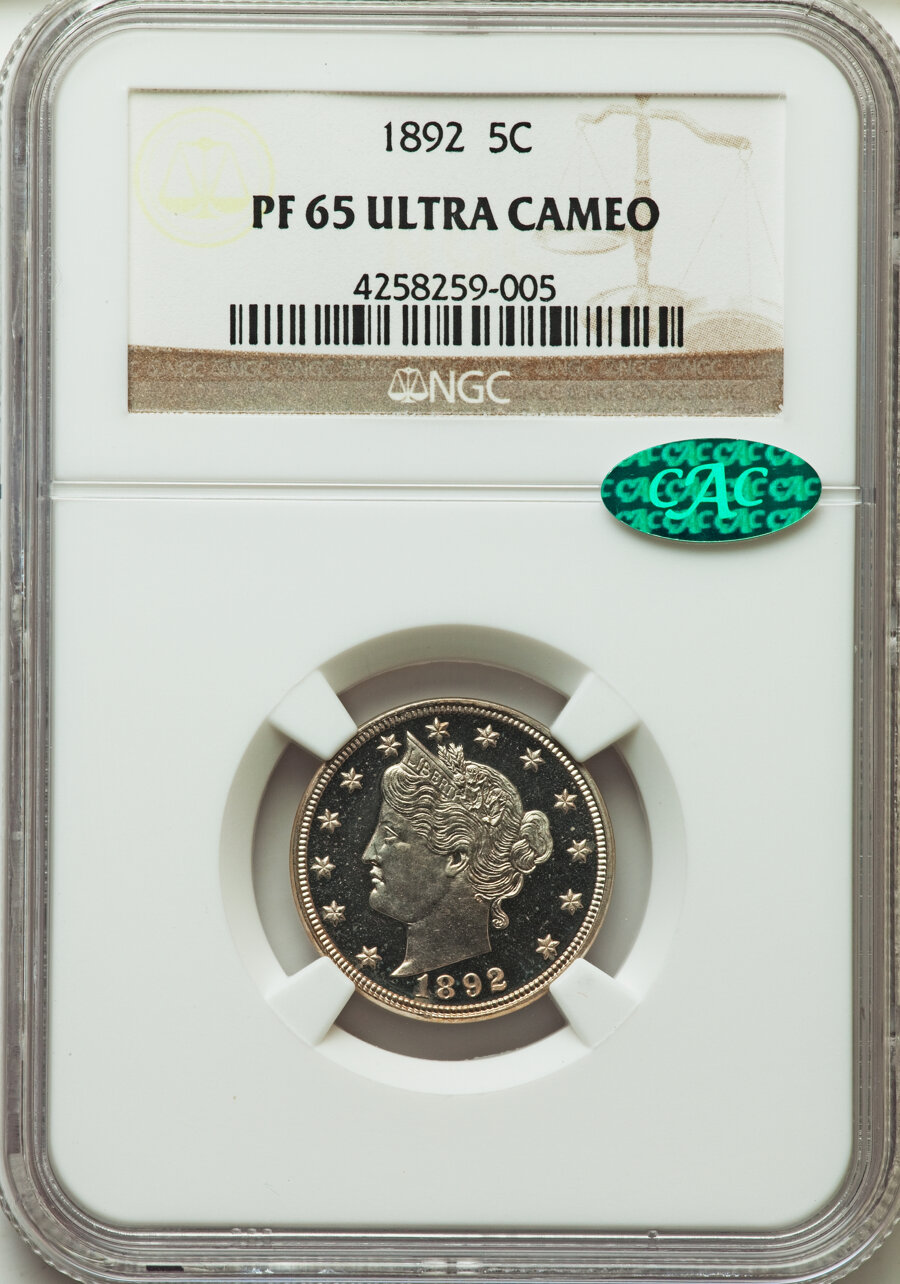 1892 5C
PF 65 ULTRA CAMEO
4258259-005
NGC
CAC
LIBERTY
1892